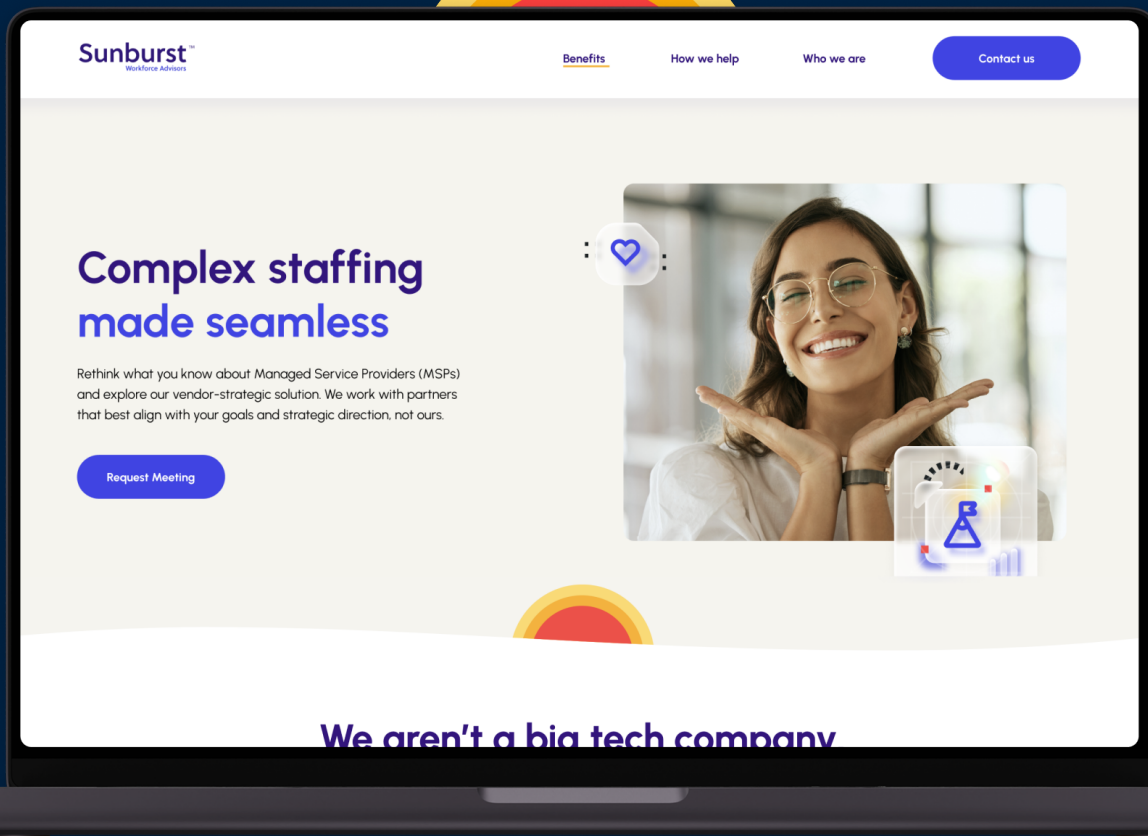 Sunburst™
Workforce Advisors
Benefits
How we help
Who we are
Contact us
Complex staffing
made seamless
Rethink what you know about Managed Service Providers (MSPs)
and explore our vendor-strategic solution. We work with partners
that best align with your goals and strategic direction, not ours.
Request Meeting
We aren't a big tech company